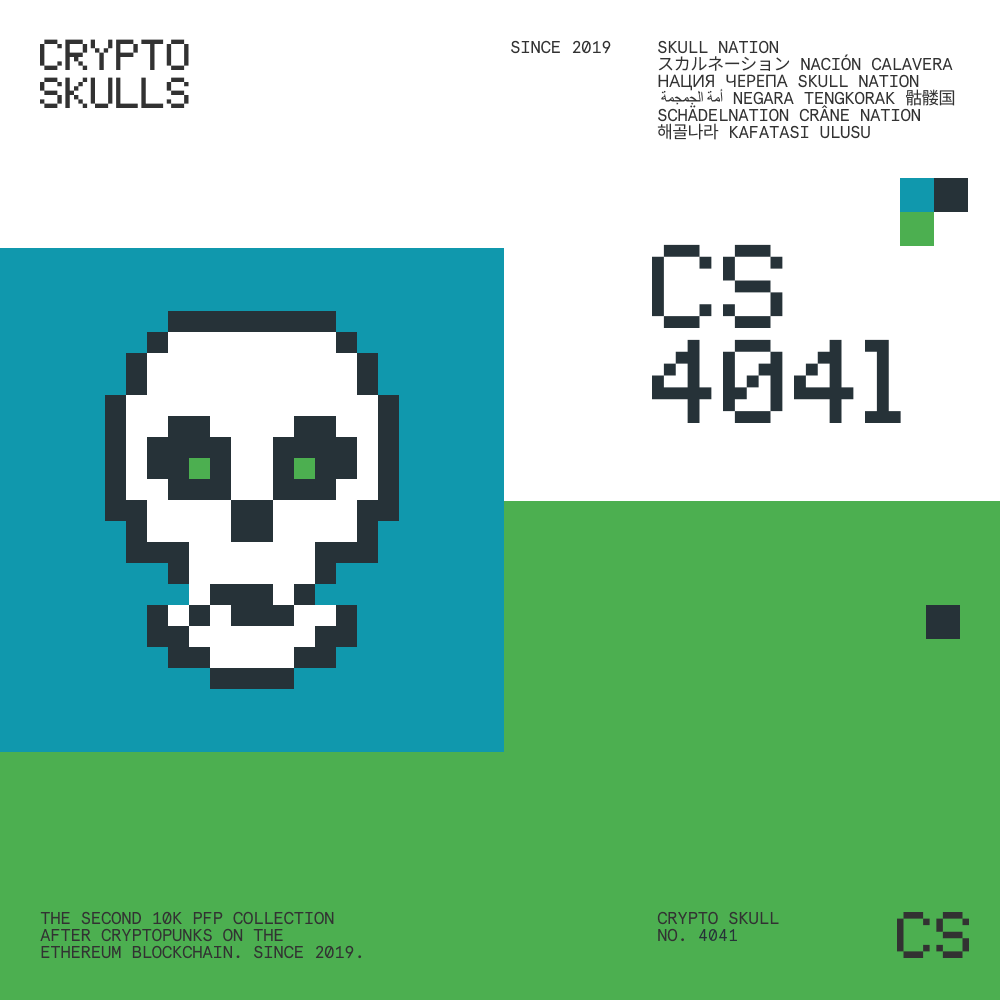 CRYPTO
SKULLS
SINCE 2019
SKULL NATION
スカルネーション NACIÓN CALAVERA
НАЦИЯ ЧЕРЕПА SKULL NATION
أمة الجمجمة NEGARA TENGKORAK 骷髅国
SCHÄDELNATION CRÂNE NATION
해골나라 KAFATASI ULUSU
CS
4041
THE SECOND 10K PFP COLLECTION
AFTER CRYPTOPUNKS ON THE
ETHEREUM BLOCKCHAIN. SINCE 2019.
CRYPTO SKULL
NO. 4041
CS